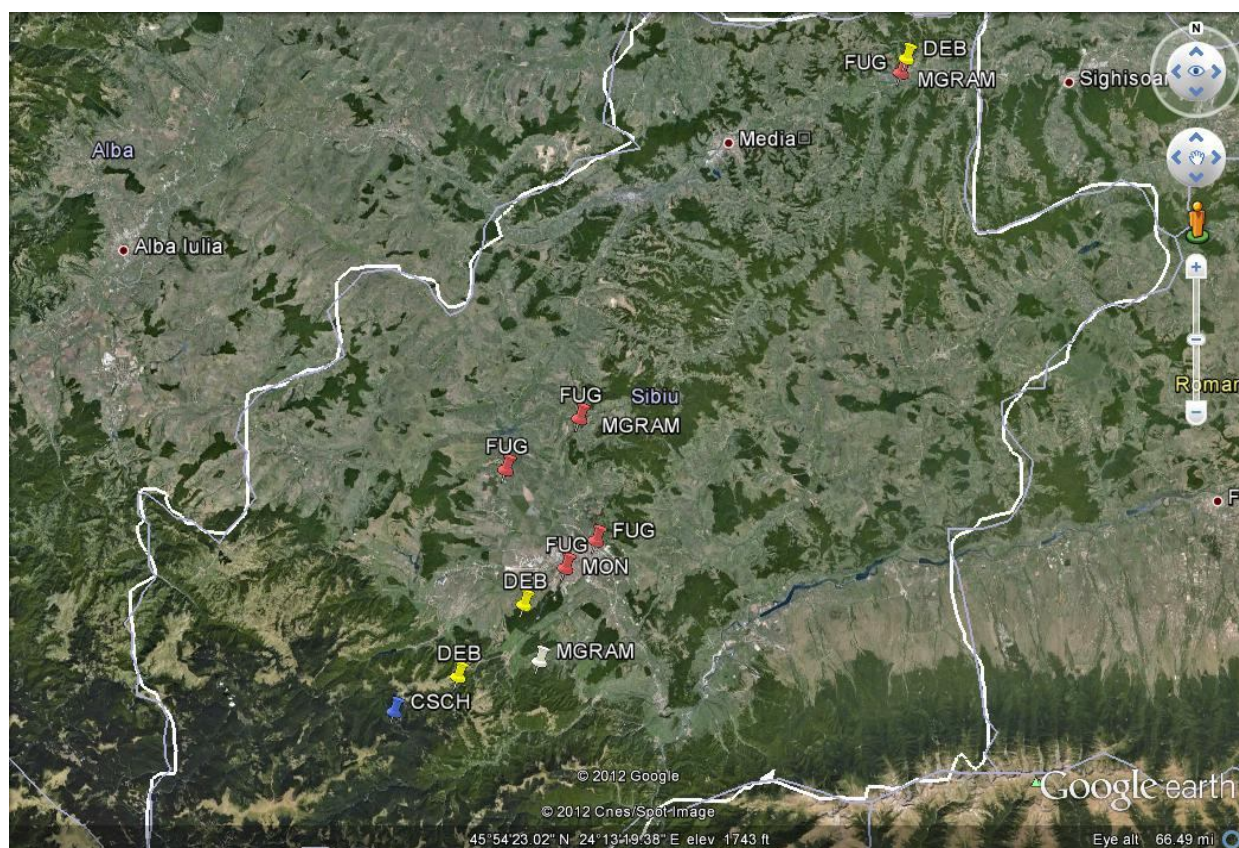 N
DEB
FUG
MGRAM
Sighisoar
Media
Alba
Alba Iulia
FUG
Sibiu
Roman
MGRAM
FUG
F
FUG
FUG
MON
DEB
MGRAM
DEB
CSCH
© 2012 Google
Google earth
© 2012 Cnes/Spot Image
45°54'23.02" N 24°13'19.38" E elev 1743 ft
Eye alt 66.49 mi